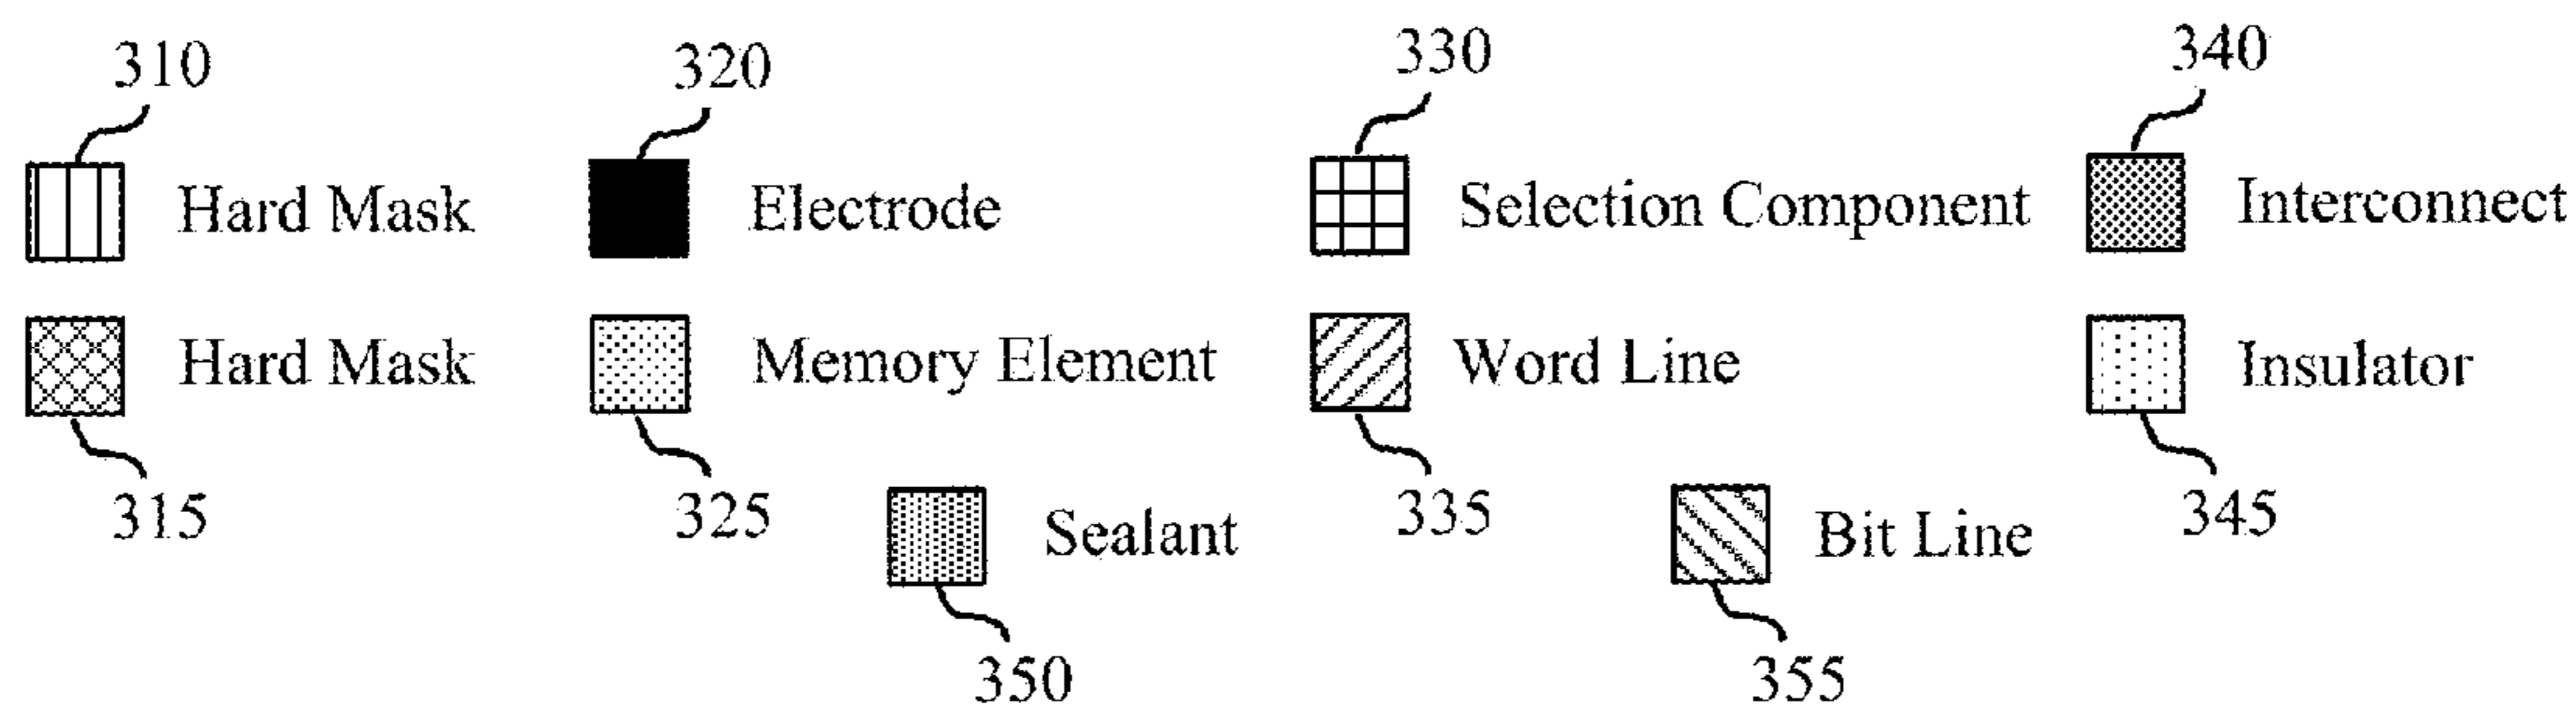 310 320 330 340
Hard Mask Electrode Selection Component Interconnect
Hard Mask Memory Element Word Line Insulator
315 325 335 345
Sealant Bit Line
350 355